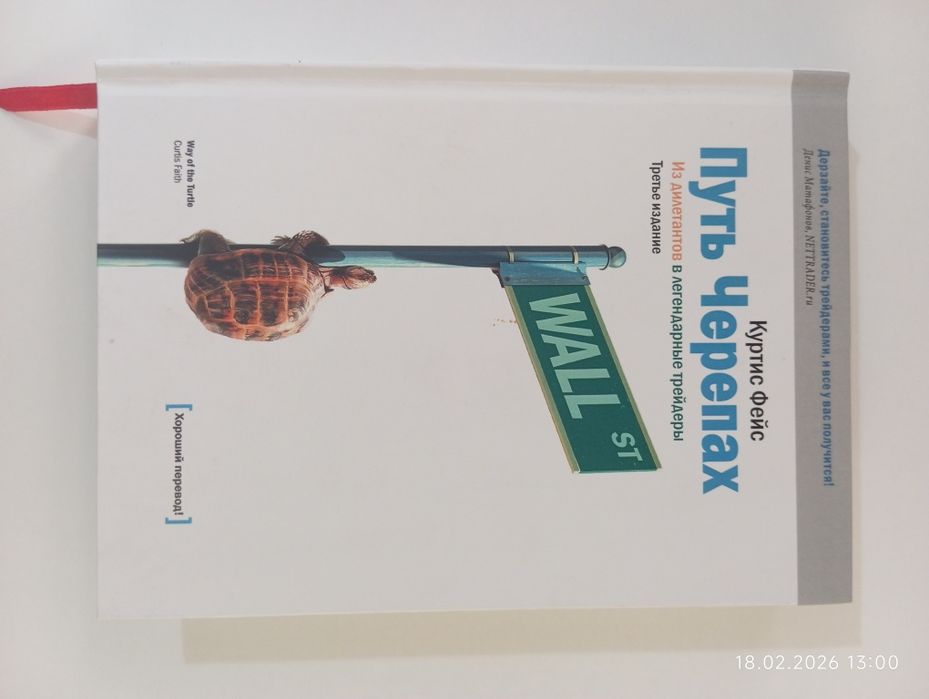 Дерзайте, становитесь трейдерами, и все у вас получится!
Денис Матафонов, NETTRADER.ru
Куртис Фейс
Путь Черепах
Из дилетантов в легендарные трейдеры
Третье издание
WALL ST
Way of the Turtle
Curtis Faith
[ Хороший перевод! ]
18.02.2026 13:00